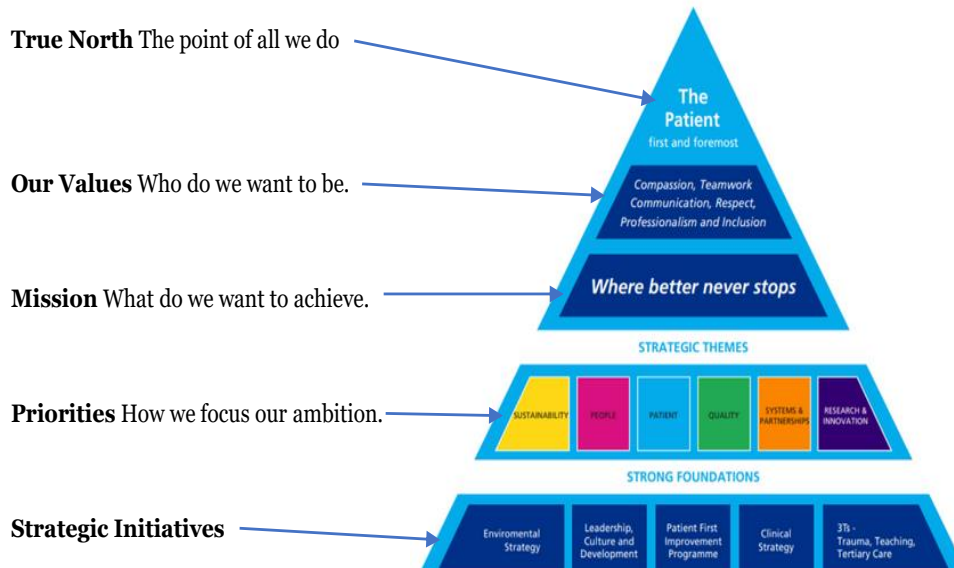 True North The point of all we do
The
Patient
first and foremost
Our Values Who do we want to be.
Compassion, Teamwork
Communication, Respect,
Professionalism and Inclusion
Mission What do we want to achieve.
Where better never stops
STRATEGIC THEMES
Priorities How we focus our ambition.
SUSTAINABILITY
PEOPLE
PATIENT
QUALITY
SYSTEMS &
PARTNERSHIPS
RESEARCH &
INNOVATION
STRONG FOUNDATIONS
Strategic Initiatives
Enviromental
Strategy
Leadership,
Culture and
Development
Patient First
Improvement
Programme
Clinical
Strategy
3Ts -
Trauma, Teaching,
Tertiary Care